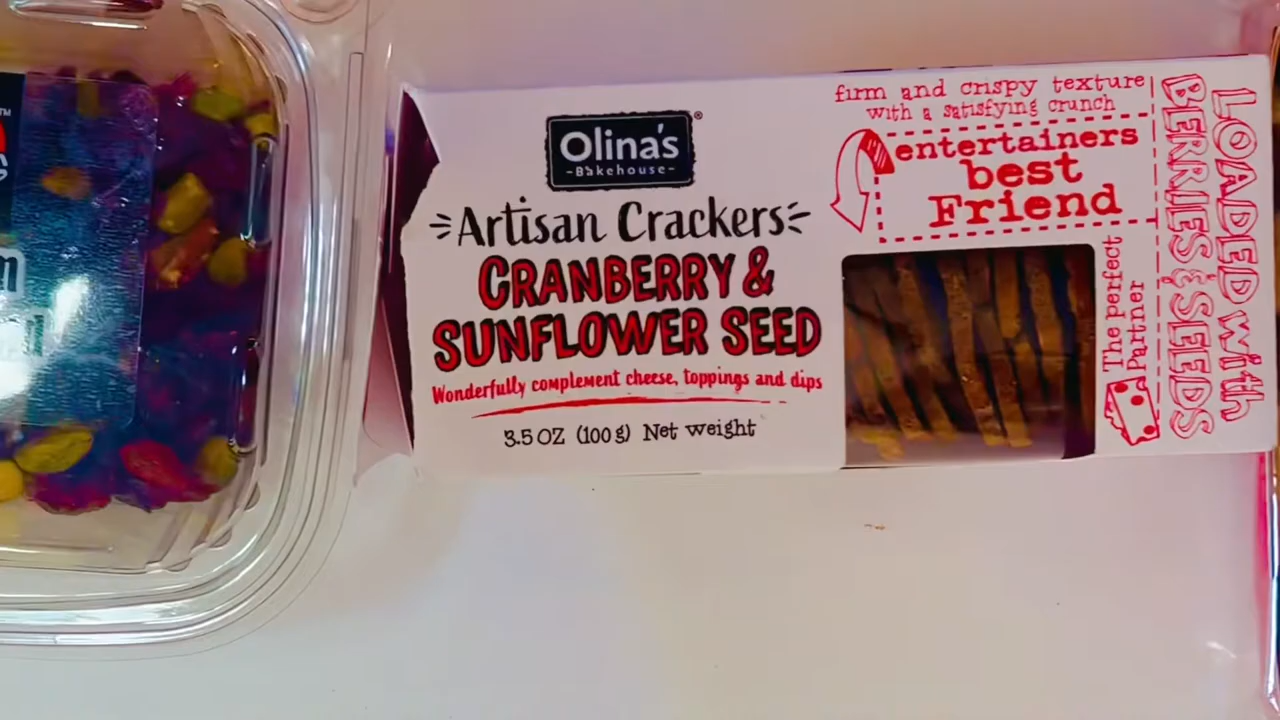 Olina's
-Bakehouse-
Artisan Crackers
CRANBERRY &
SUNFLOWER SEED
Wonderfully complement cheese, toppings and dips
3.5 OZ (100g) Net weight
firm and crispy texture
with a satisfying crunch
entertainers
best
Friend
The perfect
Partner
LOADED with
BERRIES & SEEDS